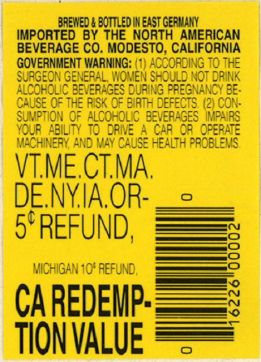 BREWED & BOTTLED IN EAST GERMANY
IMPORTED BY THE NORTH AMERICAN
BEVERAGE CO. MODESTO, CALIFORNIA
GOVERNMENT WARNING: (1) ACCORDING TO THE
SURGEON GENERAL, WOMEN SHOULD NOT DRINK
ALCOHOLIC BEVERAGES DURING PREGNANCY BE-
CAUSE OF THE RISK OF BIRTH DEFECTS. (2) CON-
SUMPTION OF ALCOHOLIC BEVERAGES IMPAIRS
YOUR ABILITY TO DRIVE A CAR OR OPERATE
MACHINERY, AND MAY CAUSE HEALTH PROBLEMS.
VT.ME.CT.MA.
DE.NY.IA.OR-
5¢ REFUND,
MICHIGAN 10¢ REFUND,
CA REDEMP-
TION VALUE
0
16226 00002
0